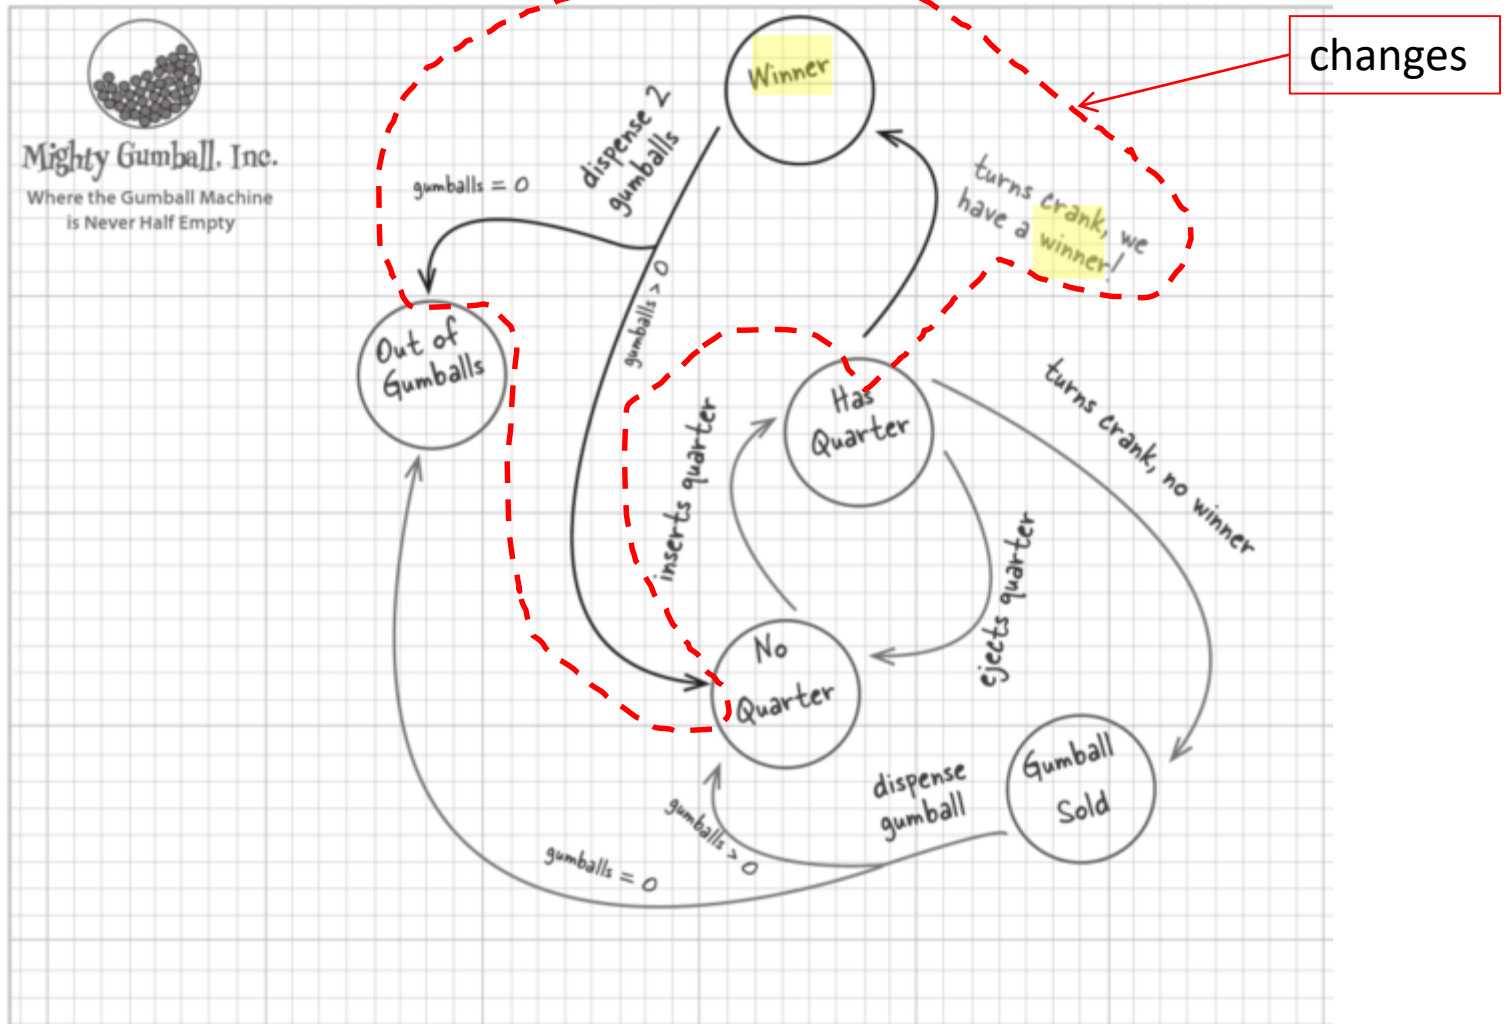 changes
Winner
Mighty Gumball, Inc.
Where the Gumball Machine
is Never Half Empty
dispense 2
gumballs
gumballs = 0
turns crank, we
have a winner!
gumballs > 0
Out of
Gumballs
Has
Quarter
turns crank, no winner
inserts quarter
ejects quarter
No
Quarter
Gumball
Sold
dispense
gumball
gumballs > 0
gumballs = 0